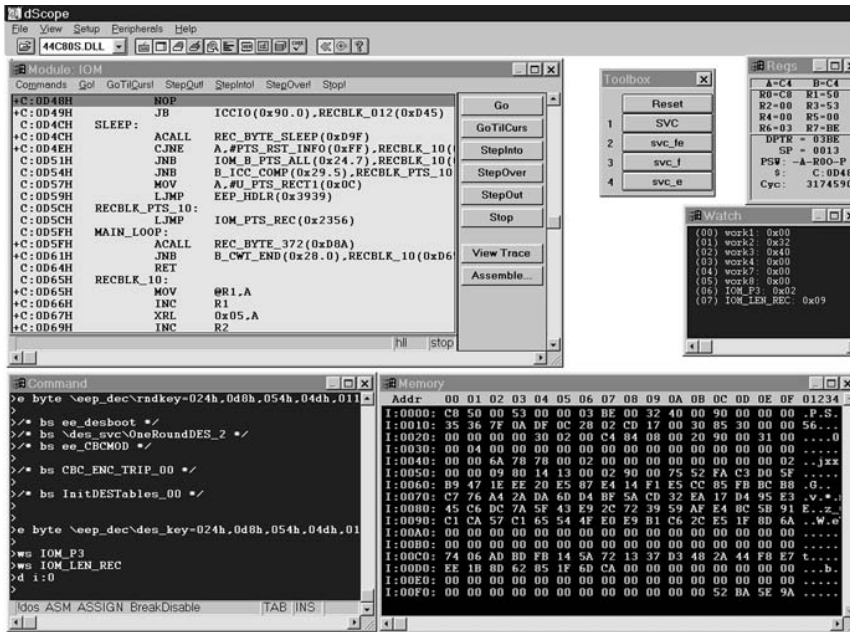 dScope
File View Setup Peripherals Help
44C80S.DLL
Module: IOM
Commands Go! GoTilCurs! StepOut! StepInto! StepOver! Stop!
+C:0D48H NOP
+C:0D49H JB ICCIO(0x90.0),RECBLK_012(0xD45)
C:0D4CH SLEEP:
+C:0D4CH ACALL REC_BYTE_SLEEP(0xD9F)
+C:0D4EH CJNE A,#PTS_RST_INFO(0xFF),RECBLK_10(
C:0D51H JNB IOM_B_PTS_ALL(0x24.7),RECBLK_10(
C:0D54H JNB B_ICC_COMP(0x29.5),RECBLK_PTS_10
C:0D57H MOV A,#U_PTS_RECT1(0x0C)
C:0D59H LJMP EEP_HDLR(0x3939)
C:0D5CH RECBLK_PTS_10:
C:0D5CH LJMP IOM_PTS_REC(0x2356)
C:0D5FH MAIN_LOOP:
+C:0D5FH ACALL REC_BYTE_372(0xD8A)
+C:0D61H JNB B_CWT_END(0x28.0),RECBLK_10(0xD6
C:0D64H RET
C:0D65H RECBLK_10:
+C:0D65H MOV @R1,A
+C:0D66H INC R1
+C:0D67H XRL 0x05,A
+C:0D69H INC R2
hll stop
Go
GoTilCurs
StepInto
StepOver
StepOut
Stop
View Trace
Assemble...
Toolbox
Reset
1 SVC
2 svc_fe
3 svc_f
4 svc_e
Regs
A=C4 B=C4
R0=C8 R1=50
R2=00 R3=53
R4=00 R5=00
R6=03 R7=BE
DPTR = 03BE
SP = 0013
PSW: -A-R0O-P
$: C:0D48
Cyc: 3174590
Watch
(00) work1: 0x00
(01) work2: 0x32
(02) work3: 0x40
(03) work4: 0x00
(04) work7: 0x00
(05) work8: 0x00
(06) IOM_P3: 0x02
(07) IOM_LEN_REC: 0x09
Command
>e byte \eep_dec\rndkey=024h,0d8h,054h,04dh,011
>
>/* bs ee_desboot */
>/* bs \des_svc\OneRoundDES_2 */
>/* bs ee_CBCMOD */
>
>/* bs CBC_ENC_TRIP_00 */
>
>/* bs InitDESTables_00 */
>
>
>e byte \eep_dec\des_key=024h,0d8h,054h,04dh,01
>
>ws IOM_P3
>ws IOM_LEN_REC
>d i:0
>
!dos ASM ASSIGN BreakDisable TAB INS
Memory
Addr 00 01 02 03 04 05 06 07 08 09 0A 0B 0C 0D 0E 0F 01234
I:0000: C8 50 00 53 00 00 03 BE 00 32 40 00 90 00 00 00 .P.S.
I:0010: 35 36 7F 0A DF 0C 28 02 CD 17 00 30 85 30 00 00 56...
I:0020: 00 00 00 00 30 02 00 C4 84 08 00 20 90 00 31 00 ....0
I:0030: 00 04 00 00 00 00 00 00 00 00 00 00 00 00 00 00 .....
I:0040: 00 00 6A 78 78 00 02 00 00 00 00 00 00 00 00 02 ..jxx
I:0050: 00 00 09 80 14 13 00 02 90 00 75 52 FA C3 D0 5F .....
I:0060: B9 47 1E EE 20 E5 87 E4 14 F1 E5 CC 85 FB BC B8 .G..
I:0070: C7 76 A4 2A DA 6D D4 BF 5A CD 32 EA 17 D4 95 E3 .v.*.
I:0080: 45 C6 DC 7A 5F 43 E9 2C 72 39 59 AF E4 8C 5B 91 E..z_
I:0090: C1 CA 57 C1 65 54 4F E0 E9 B1 C6 2C E5 1F 8D 6A ..W.e
I:00A0: 00 00 00 00 00 00 00 00 00 00 00 00 00 00 00 00 .....
I:00B0: 00 00 00 00 00 00 00 00 00 00 00 00 00 00 00 00 .....
I:00C0: 74 06 AD BD FB 14 5A 72 13 37 D3 48 2A 44 F8 E7 t....
I:00D0: EE 1B 8D 62 85 1F 6D CA 00 00 00 00 00 00 00 00 ...b.
I:00E0: 00 00 00 00 00 00 00 00 00 00 00 00 00 00 00 00 .....
I:00F0: 00 00 00 00 00 00 00 00 00 00 00 00 52 BA 5E 9A .....